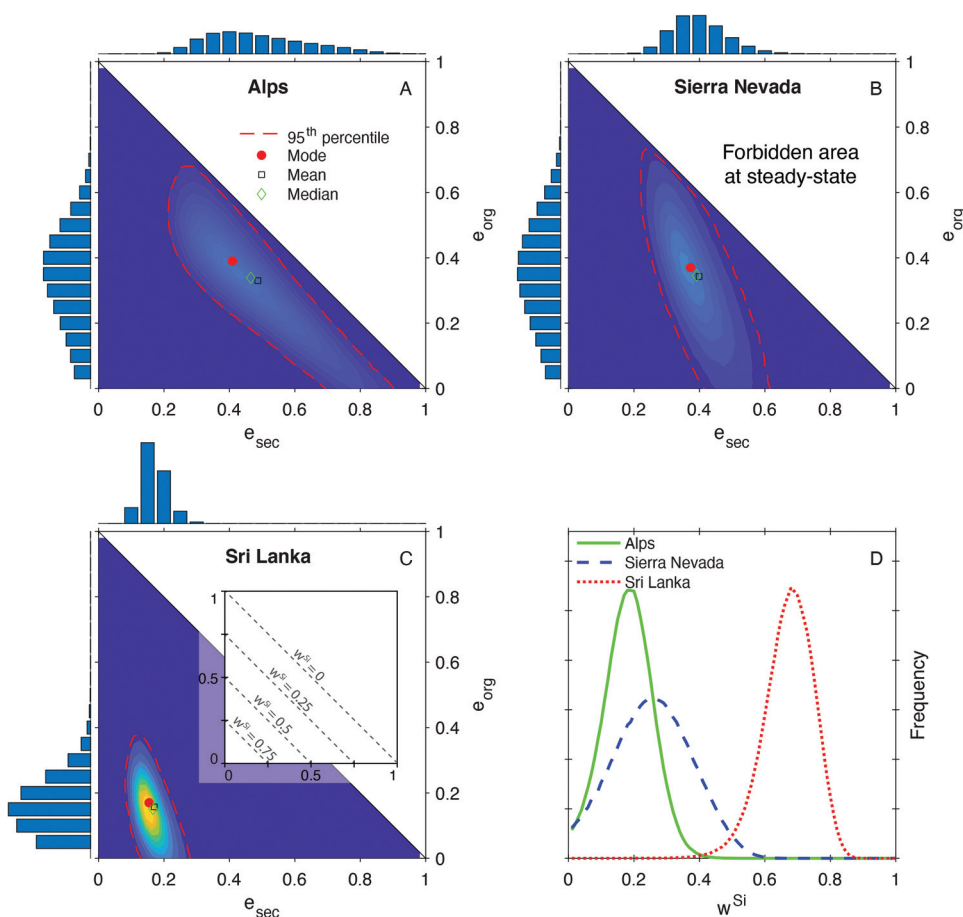 Alps
A
95th percentile
Mode
Mean
Median
1
0.8
0.6
0.4
0.2
0
e_org
0 0.2 0.4 0.6 0.8 1
e_sec
Sierra Nevada
B
Forbidden area
at steady-state
1
0.8
0.6
0.4
0.2
0
e_org
0 0.2 0.4 0.6 0.8 1
e_sec
Sri Lanka
C
1
0.5
0
0 0.5 1
w^Si = 0
w^Si = 0.25
w^Si = 0.5
w^Si = 0.75
1
0.8
0.6
0.4
0.2
0
e_org
0 0.2 0.4 0.6 0.8 1
e_sec
Alps
Sierra Nevada
Sri Lanka
D
Frequency
0 0.2 0.4 0.6 0.8 1
w^Si